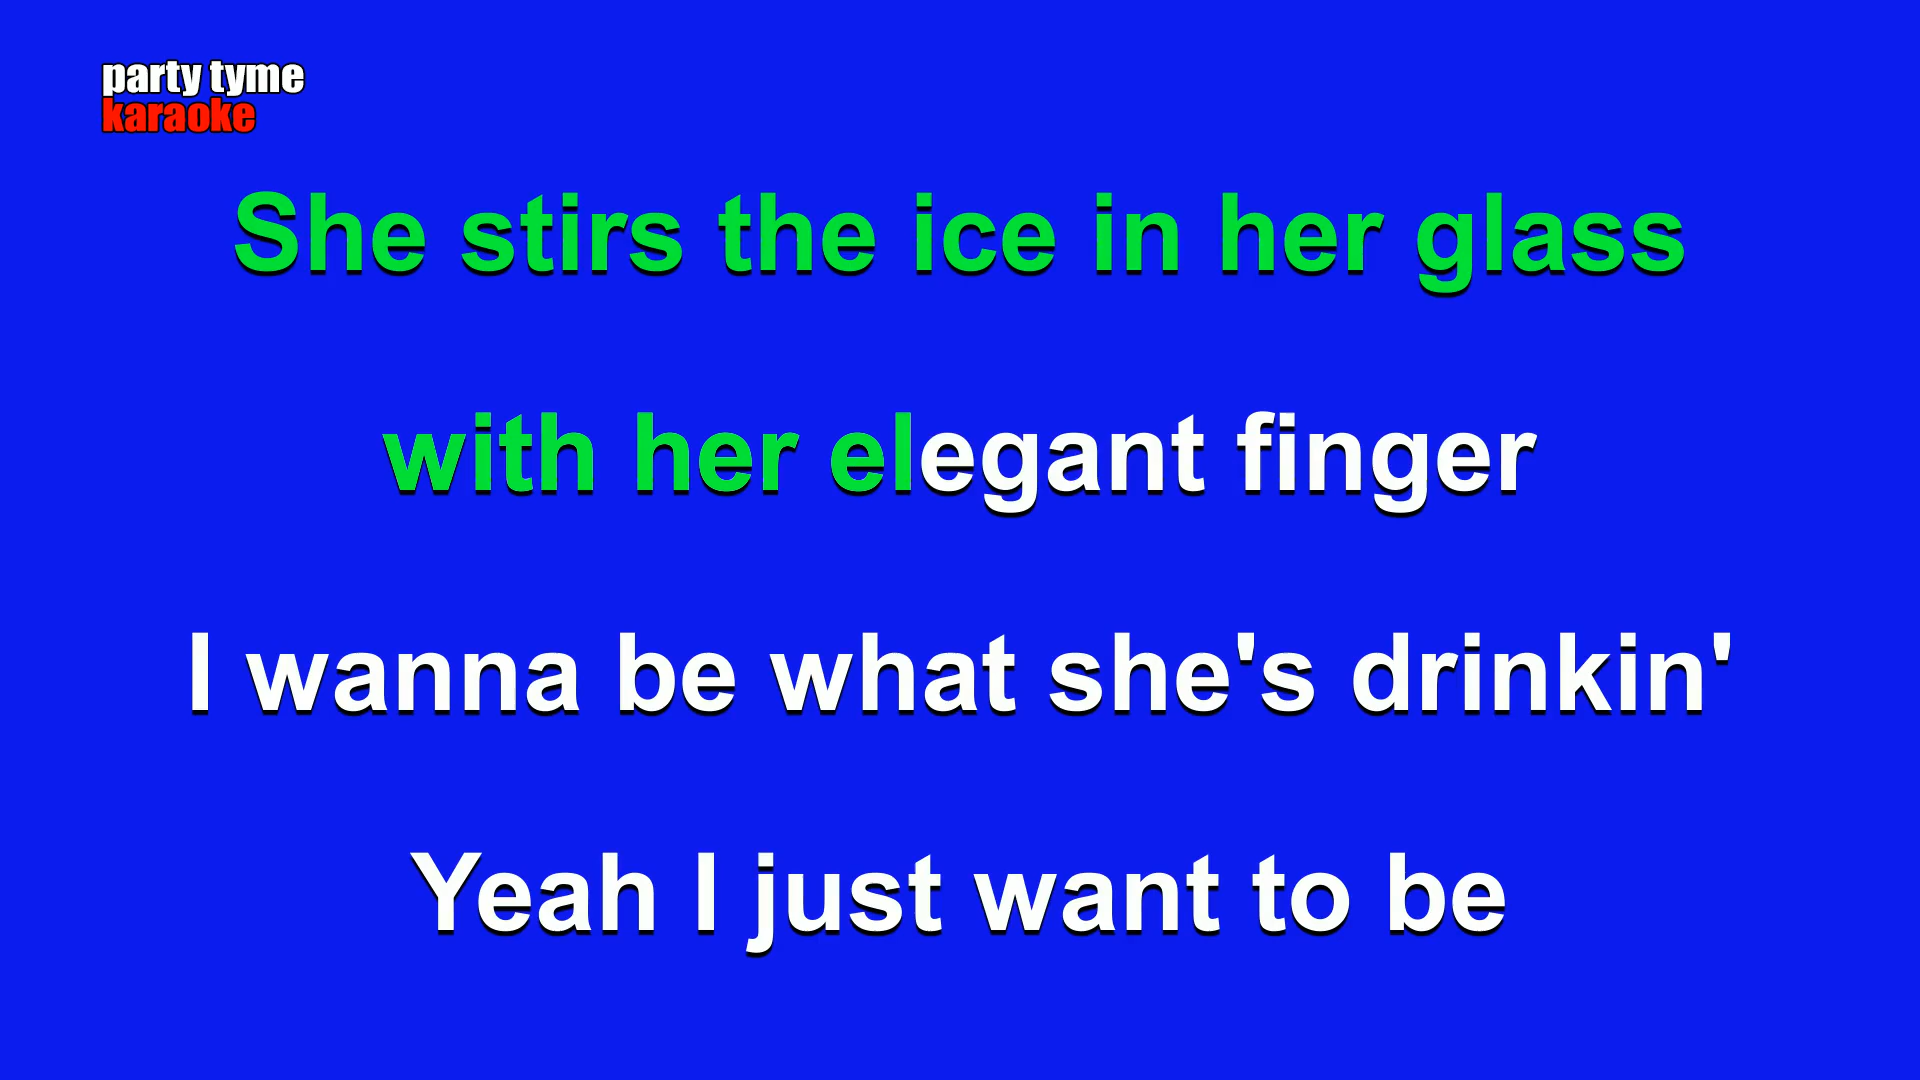 party tyme
karaoke
She stirs the ice in her glass
with her elegant finger
I wanna be what she's drinkin'
Yeah I just want to be